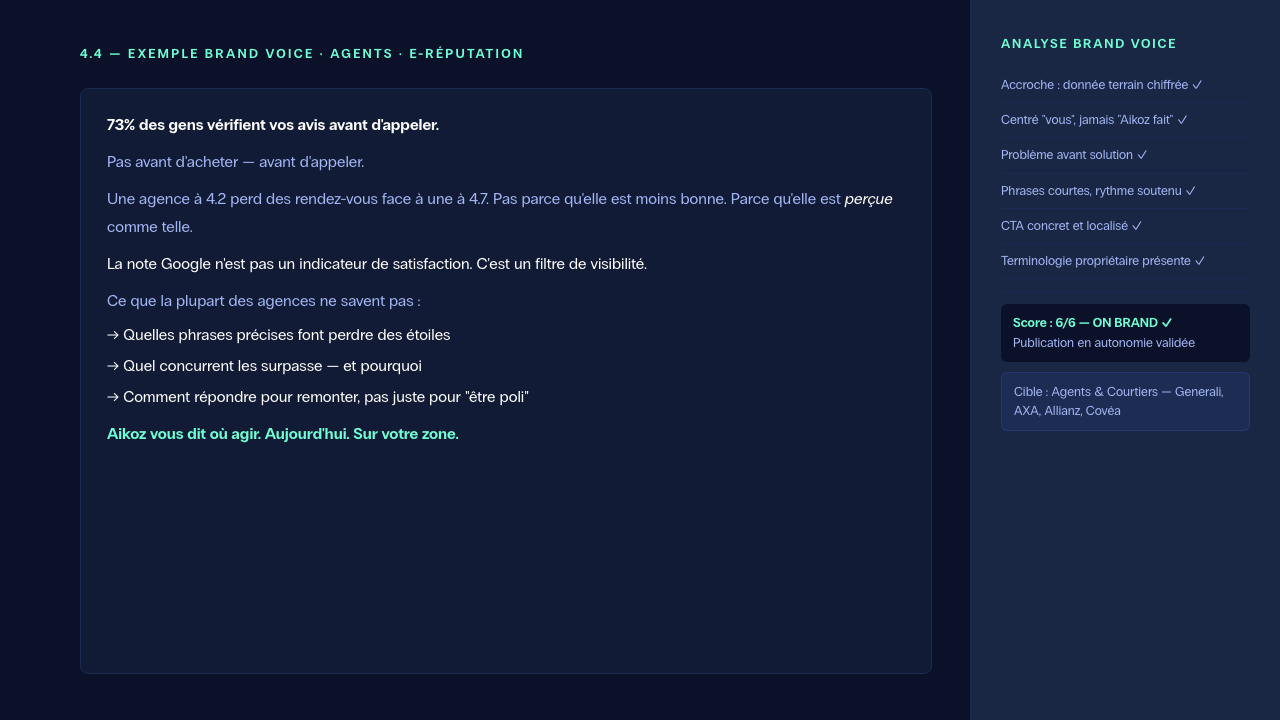 4.4 — EXEMPLE BRAND VOICE · AGENTS · E-RÉPUTATION
73% des gens vérifient vos avis avant d'appeler.
Pas avant d'acheter — avant d'appeler.
Une agence à 4.2 perd des rendez-vous face à une à 4.7. Pas parce qu'elle est moins bonne. Parce qu'elle est perçue
comme telle.
La note Google n'est pas un indicateur de satisfaction. C'est un filtre de visibilité.
Ce que la plupart des agences ne savent pas :
→ Quelles phrases précises font perdre des étoiles
→ Quel concurrent les surpasse — et pourquoi
→ Comment répondre pour remonter, pas juste pour "être poli"
Aikoz vous dit où agir. Aujourd'hui. Sur votre zone.
ANALYSE BRAND VOICE
Accroche : donnée terrain chiffrée ✓
Centré "vous", jamais "Aikoz fait" ✓
Problème avant solution ✓
Phrases courtes, rythme soutenu ✓
CTA concret et localisé ✓
Terminologie propriétaire présente ✓
Score : 6/6 — ON BRAND ✓
Publication en autonomie validée
Cible : Agents & Courtiers — Generali,
AXA, Allianz, Covéa